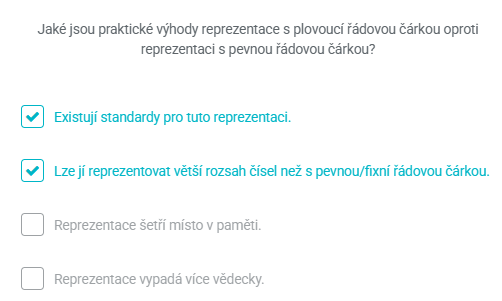 Jaké jsou praktické výhody reprezentace s plovoucí řádovou čárkou oproti
reprezentaci s pevnou řádovou čárkou?
Existují standardy pro tuto reprezentaci.
Lze jí reprezentovat větší rozsah čísel než s pevnou/fixní řádovou čárkou.
Reprezentace šetří místo v paměti.
Reprezentace vypadá více vědecky.